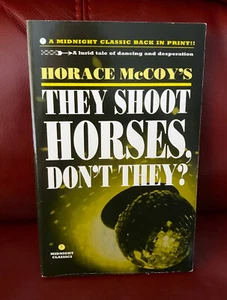 A MIDNIGHT CLASSIC BACK IN PRINT!!
A lurid tale of dancing and desperation
HORACE McCOY'S
THEY SHOOT
HORSES,
DON'T THEY?
MIDNIGHT
CLASSICS